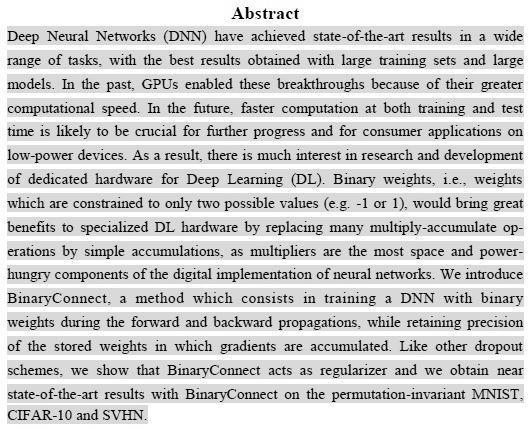 Abstract
Deep Neural Networks (DNN) have achieved state-of-the-art results in a wide
range of tasks, with the best results obtained with large training sets and large
models. In the past, GPUs enabled these breakthroughs because of their greater
computational speed. In the future, faster computation at both training and test
time is likely to be crucial for further progress and for consumer applications on
low-power devices. As a result, there is much interest in research and development
of dedicated hardware for Deep Learning (DL). Binary weights, i.e., weights
which are constrained to only two possible values (e.g. -1 or 1), would bring great
benefits to specialized DL hardware by replacing many multiply-accumulate op-
erations by simple accumulations, as multipliers are the most space and power-
hungry components of the digital implementation of neural networks. We introduce
BinaryConnect, a method which consists in training a DNN with binary
weights during the forward and backward propagations, while retaining precision
of the stored weights in which gradients are accumulated. Like other dropout
schemes, we show that BinaryConnect acts as regularizer and we obtain near
state-of-the-art results with BinaryConnect on the permutation-invariant MNIST,
CIFAR-10 and SVHN.